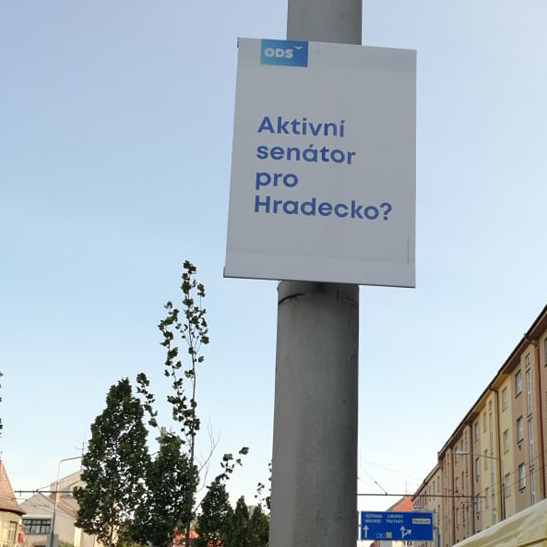 ODS
Aktivní
senátor
pro
Hradecko?